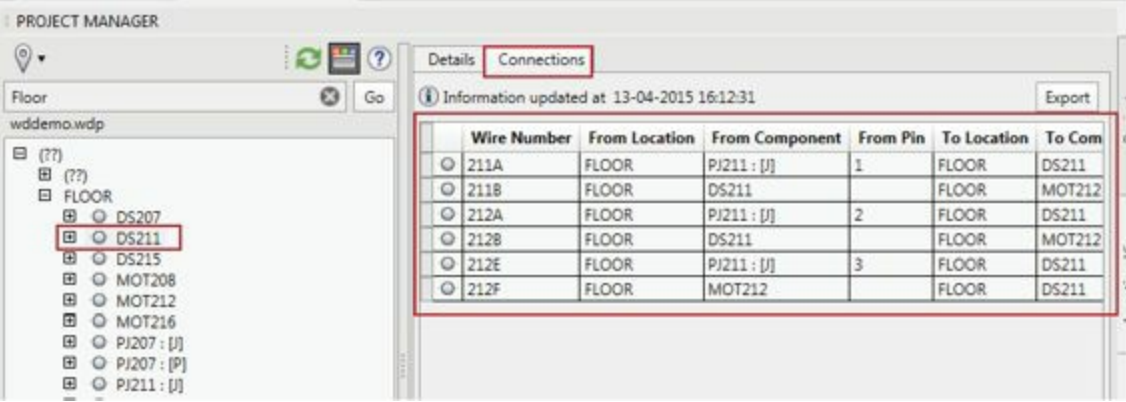 PROJECT MANAGER
Floor
Go
wddemo.wdp
(??)
(??)
FLOOR
DS207
DS211
DS215
MOT208
MOT212
MOT216
PJ207 : [J]
PJ207 : [P]
PJ211 : [J]
Details Connections
Information updated at 13-04-2015 16:12:31 Export
Wire Number From Location From Component From Pin To Location To Com
211A FLOOR PJ211 : [J] 1 FLOOR DS211
211B FLOOR DS211 FLOOR MOT212
212A FLOOR PJ211 : [J] 2 FLOOR DS211
212B FLOOR DS211 FLOOR MOT212
212E FLOOR PJ211 : [J] 3 FLOOR DS211
212F FLOOR MOT212 FLOOR DS211